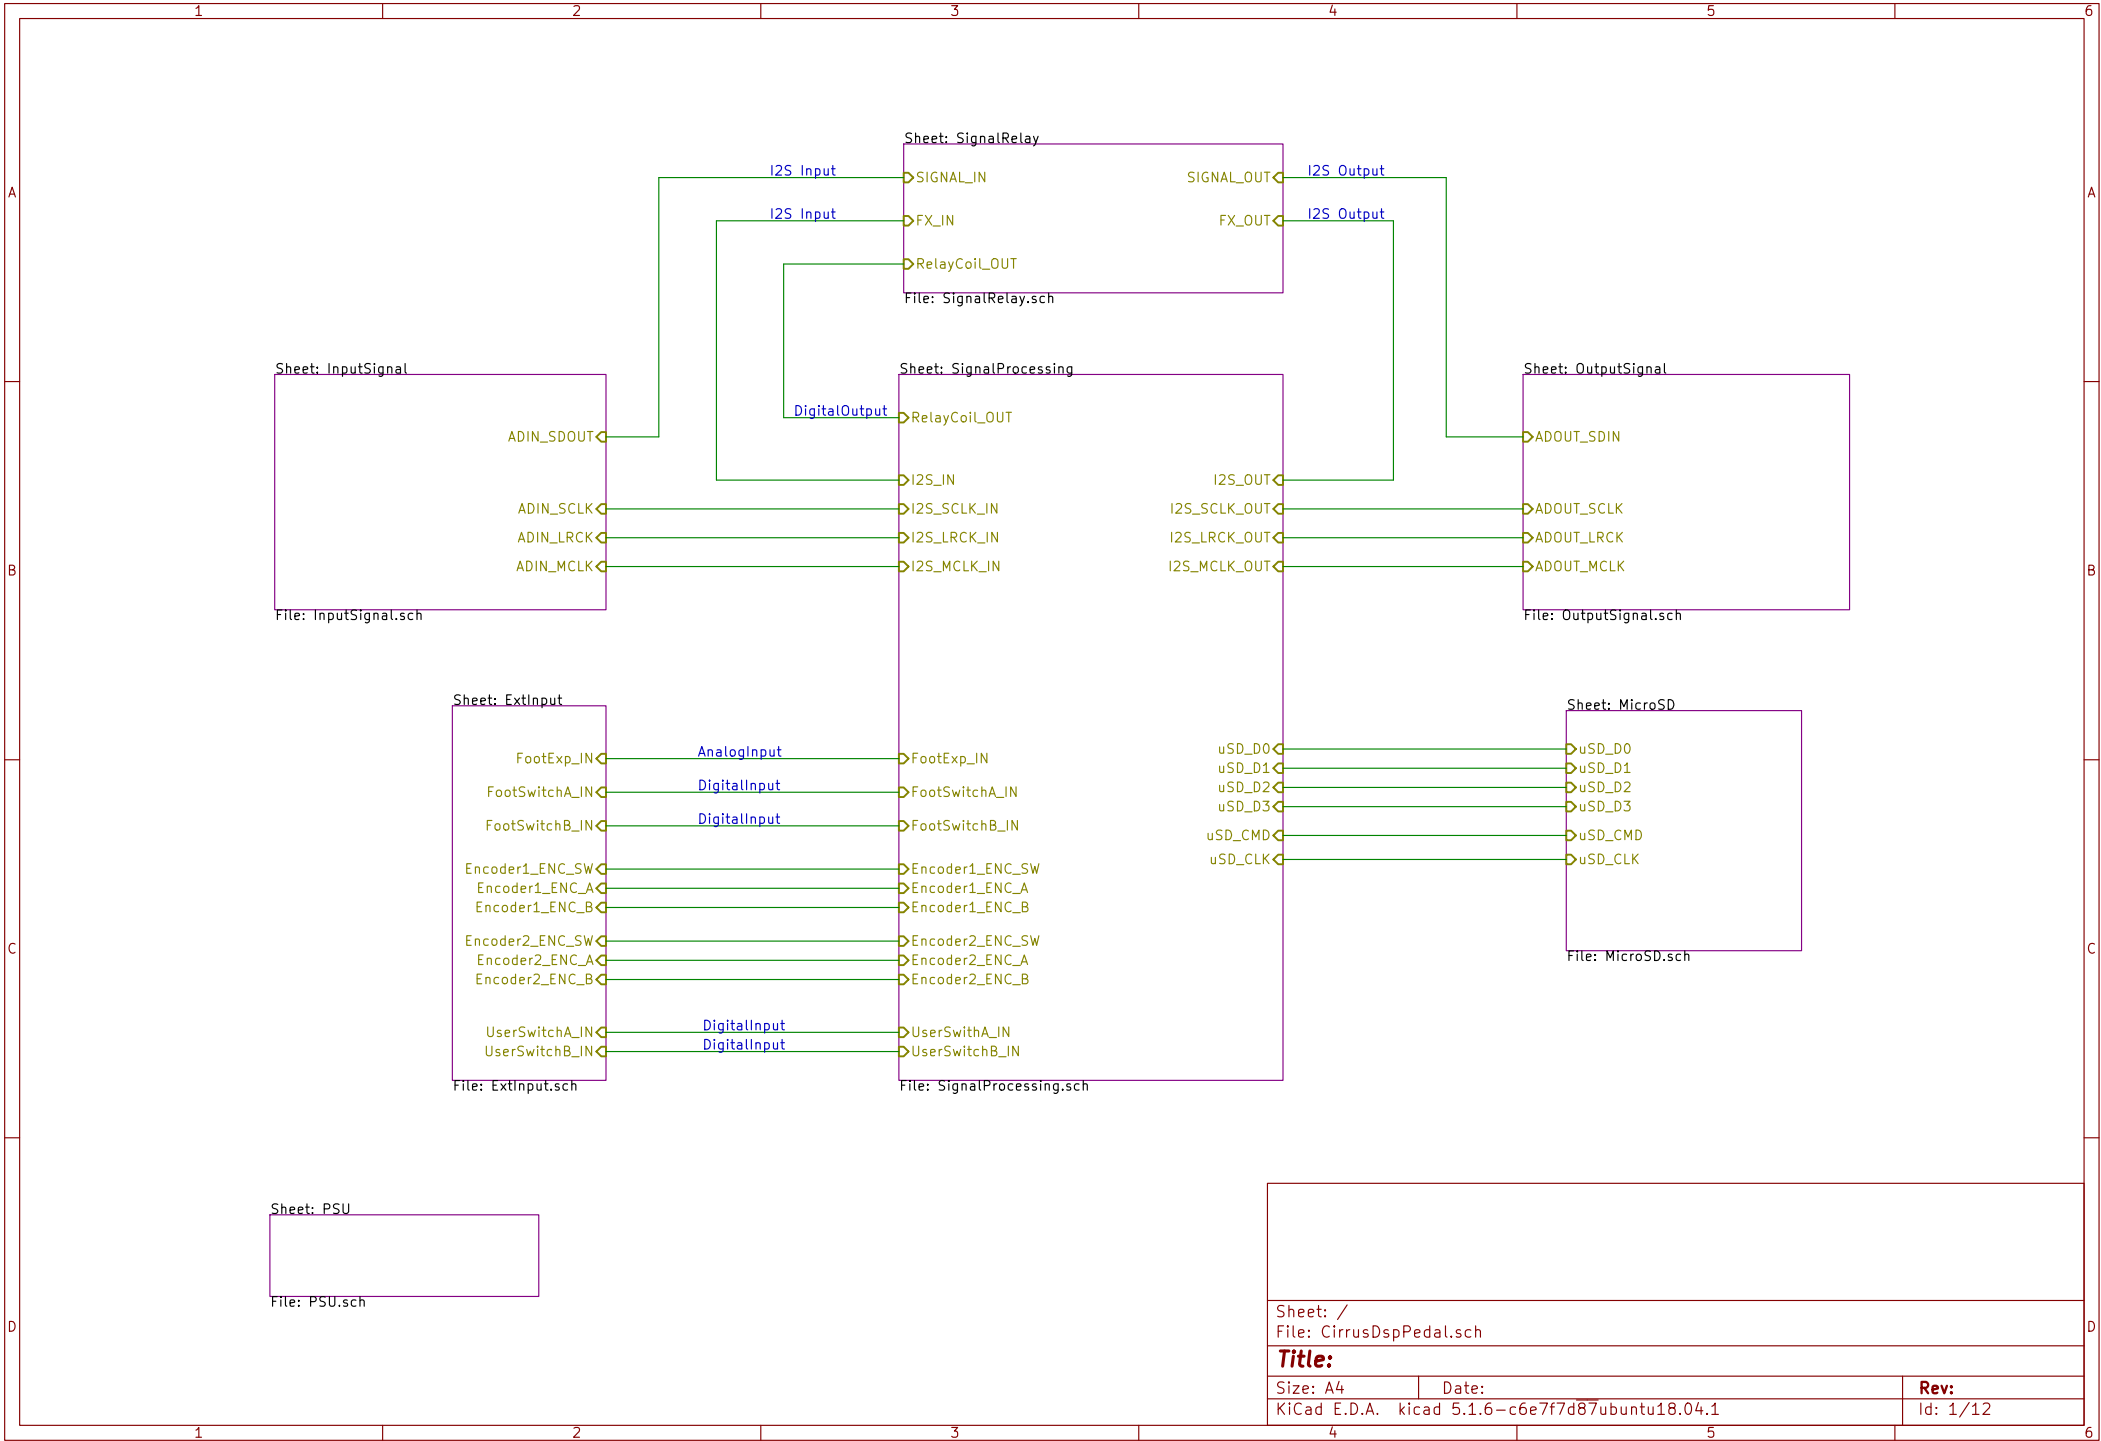 1 2 3 4 5 6
Sheet: SignalRelay
I2S Input
SIGNAL_IN
SIGNAL_OUT
I2S Output
A
A
I2S Input
FX_IN
FX_OUT
I2S Output
RelayCoil_OUT
File: SignalRelay.sch
Sheet: InputSignal
ADIN_SDOUT
ADIN_SCLK
ADIN_LRCK
ADIN_MCLK
File: InputSignal.sch
Sheet: SignalProcessing
DigitalOutput
RelayCoil_OUT
I2S_IN
I2S_OUT
I2S_SCLK_IN
I2S_SCLK_OUT
I2S_LRCK_IN
I2S_LRCK_OUT
I2S_MCLK_IN
I2S_MCLK_OUT
Sheet: OutputSignal
ADOUT_SDIN
ADOUT_SCLK
ADOUT_LRCK
ADOUT_MCLK
File: OutputSignal.sch
B
B
Sheet: ExtInput
FootExp_IN
FootSwitchA_IN
FootSwitchB_IN
Encoder1_ENC_SW
Encoder1_ENC_A
Encoder1_ENC_B
Encoder2_ENC_SW
Encoder2_ENC_A
Encoder2_ENC_B
UserSwitchA_IN
UserSwitchB_IN
File: ExtInput.sch
AnalogInput
DigitalInput
DigitalInput
DigitalInput
DigitalInput
FootExp_IN
FootSwitchA_IN
FootSwitchB_IN
Encoder1_ENC_SW
Encoder1_ENC_A
Encoder1_ENC_B
Encoder2_ENC_SW
Encoder2_ENC_A
Encoder2_ENC_B
UserSwithA_IN
UserSwitchB_IN
File: SignalProcessing.sch
uSD_D0
uSD_D1
uSD_D2
uSD_D3
uSD_CMD
uSD_CLK
Sheet: MicroSD
uSD_D0
uSD_D1
uSD_D2
uSD_D3
uSD_CMD
uSD_CLK
File: MicroSD.sch
C
C
Sheet: PSU
File: PSU.sch
D
D
Sheet: /
File: CirrusDspPedal.sch
Title:
Size: A4
Date:
Rev:
KiCad E.D.A. kicad 5.1.6-c6e7f7d87ubuntu18.04.1
Id: 1/12
1 2 3 4 5 6